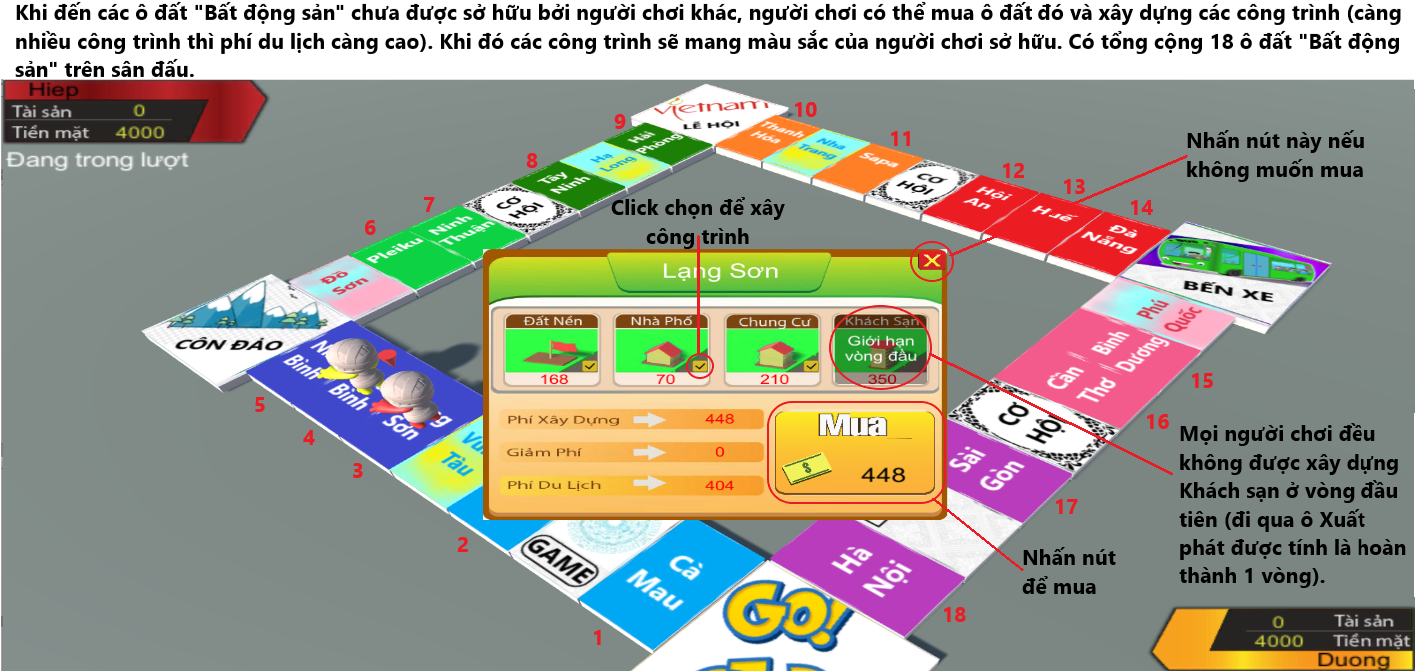 Khi đến các ô đất "Bất động sản" chưa được sở hữu bởi người chơi khác, người chơi có thể mua ô đất đó và xây dựng các công trình (càng
nhiều công trình thì phí du lịch càng cao). Khi đó các công trình sẽ mang màu sắc của người chơi sở hữu. Có tổng cộng 18 ô đất "Bất động
sản" trên sân đấu.
Hiep
Tài sản 0
Tiền mặt 4000
Đang trong lượt
Vietnam
LỄ HỘI
9
Hải
Phòng
Hạ
Long
8
Tây
Ninh
CƠ
HỘI
7
Ninh
Thuận
6
Pleiku
Đồ
Sơn
CÔN ĐẢO
10
Thanh
Hóa
Nha
Trang
11
Sapa
CƠ
HỘI
12
Hội
An
13
Huế
14
Đà
Nẵng
BẾN XE
Nhấn nút này nếu
không muốn mua
Click chọn để xây
công trình
Lạng Sơn
Đất Nền
168
Nhà Phố
70
Chung Cư
210
Khách Sạn
Giới hạn
vòng đầu
350
Phí Xây Dựng 448
Giảm Phí 0
Phí Du Lịch 404
Mua
$
448
Phú
Quốc
15
Bình
Dương
16
Cần
Thơ
CƠ
HỘI
17
Sài
Gòn
18
Hà
Nội
Mọi người chơi đều
không được xây dựng
Khách sạn ở vòng đầu
tiên (đi qua ô Xuất
phát được tính là hoàn
thành 1 vòng).
Nhấn nút
để mua
5
Bình
4
Bình
3
Sơn
Tàu
2
GAME
1
Cà
Mau
GO!
0 Tài sản
4000 Tiền mặt
Duong